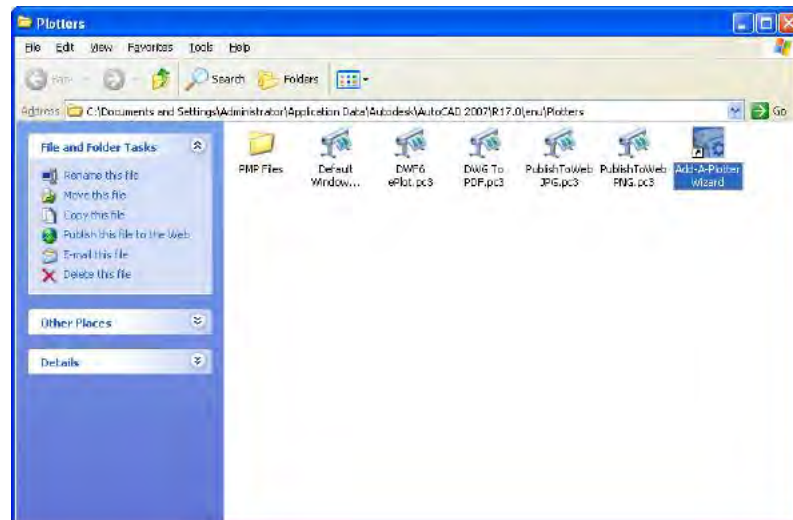 Plotters
File Edit View Favorites Tools Help
Back Search Folders
Address C:\Documents and Settings\Administrator\Application Data\Autodesk\AutoCAD 2007\R17.0\enu\Plotters Go
File and Folder Tasks
Rename this file
Move this file
Copy this file
Publish this file to the Web
E-mail this file
Delete this file
Other Places
Details
PMP Files
Default Window...
DWF6 ePlot.pc3
DWG To PDF.pc3
PublishToWeb JPG.pc3
PublishToWeb PNG.pc3
Add-A-Plotter Wizard